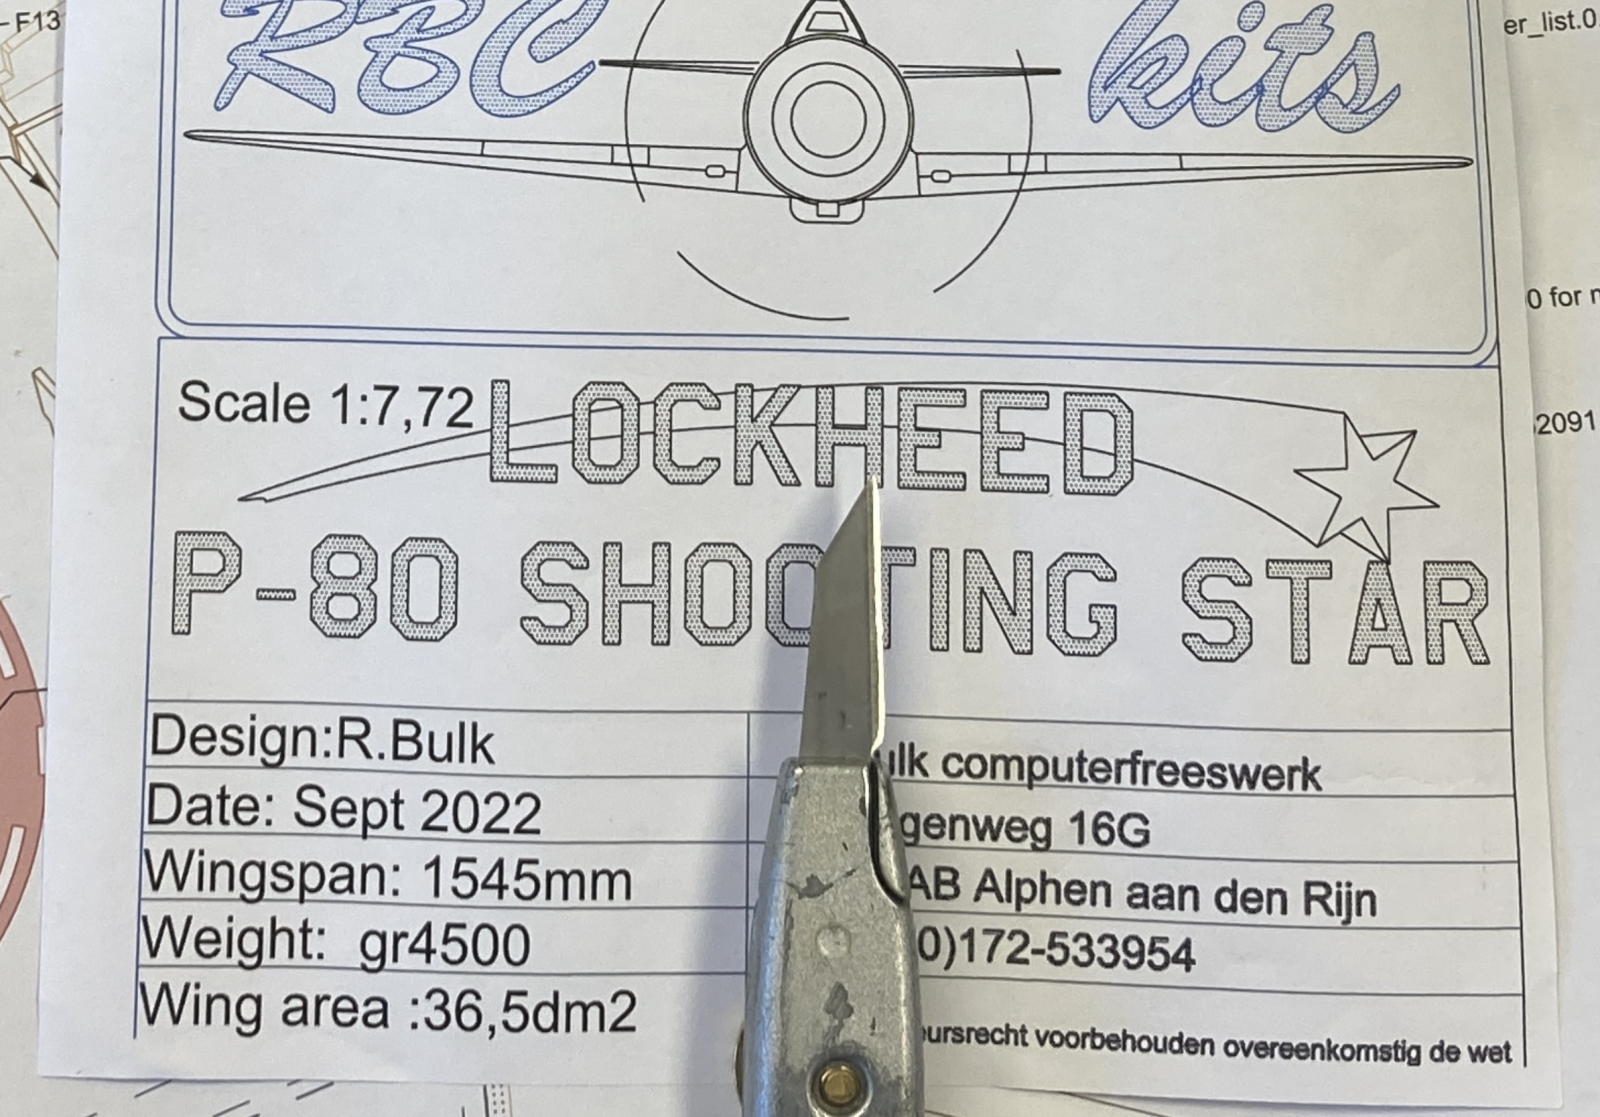 - F13
RBC kits
er_list.0
0 for
2091
Scale 1:7,72
LOCKHEED
P-80 SHOOTING STAR
Design:R.Bulk
Date: Sept 2022
Wingspan: 1545mm
Weight: gr4500
Wing area :36,5dm2
ulk computerfreeswerk
genweg 16G
AB Alphen aan den Rijn
0)172-533954
ursrecht voorbehouden overeenkomstig de wet